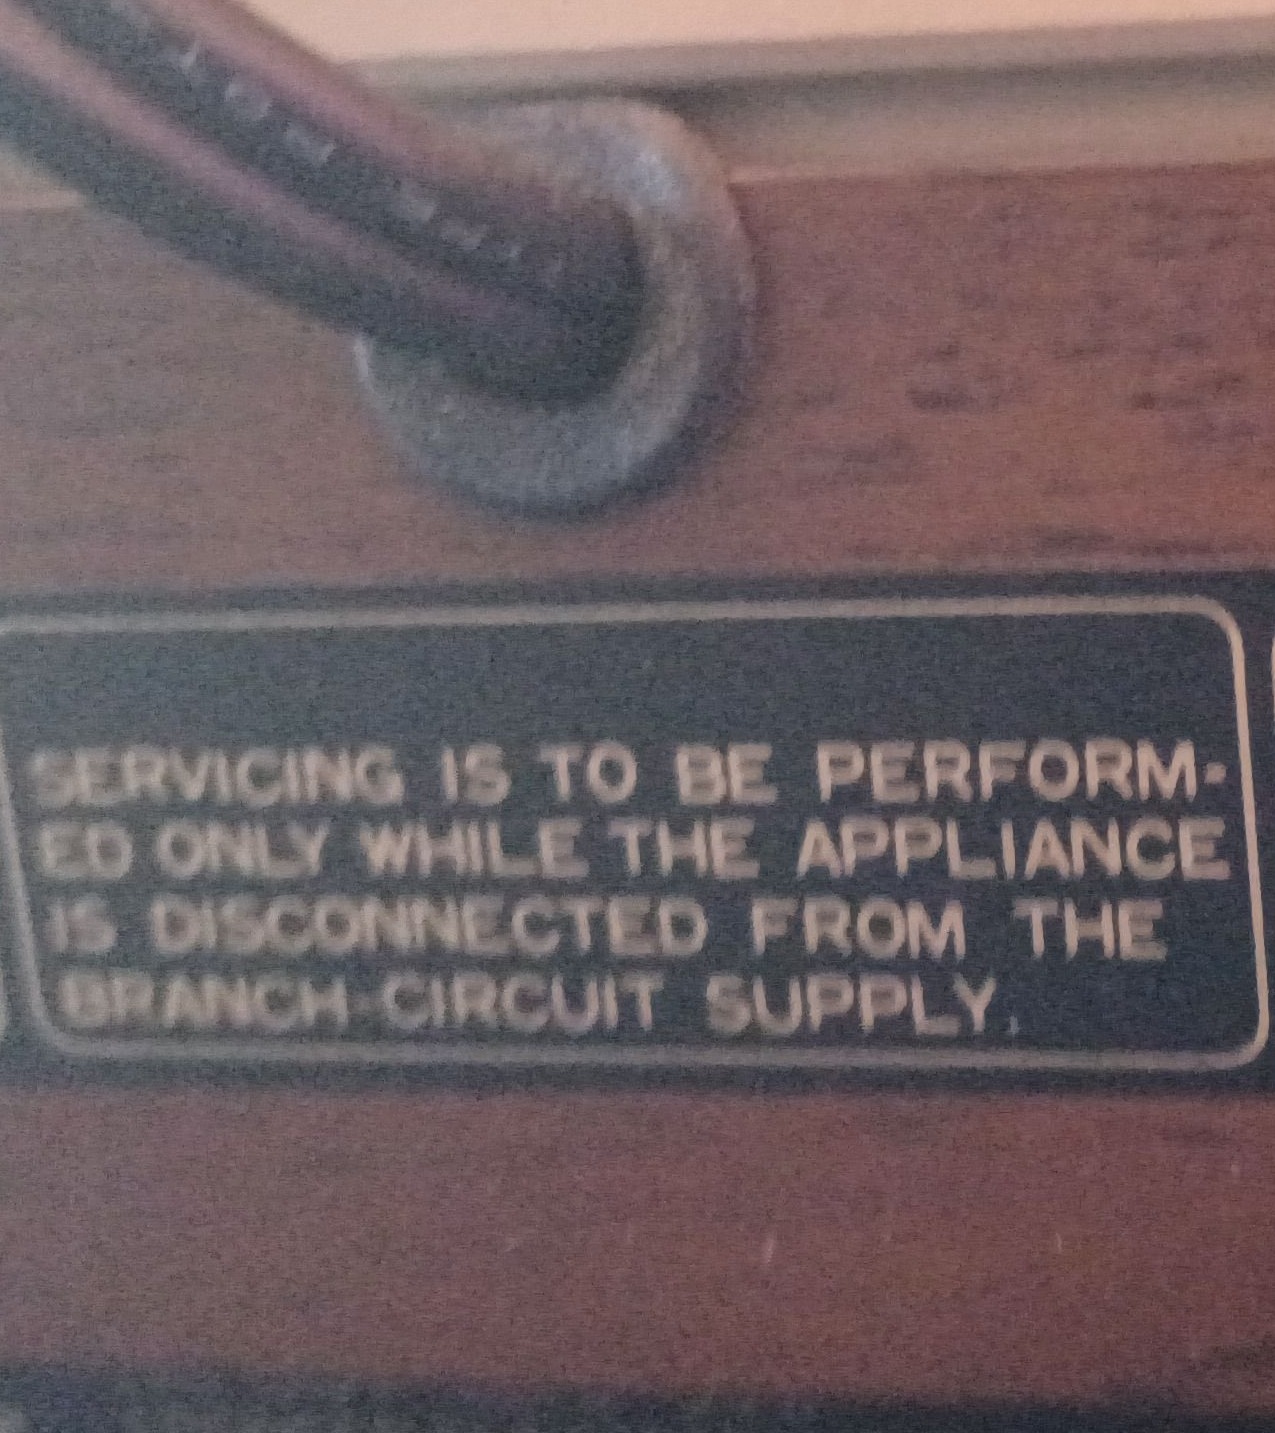 SERVICING IS TO BE PERFORM-
ED ONLY WHILE THE APPLIANCE
IS DISCONNECTED FROM THE
BRANCH-CIRCUIT SUPPLY.